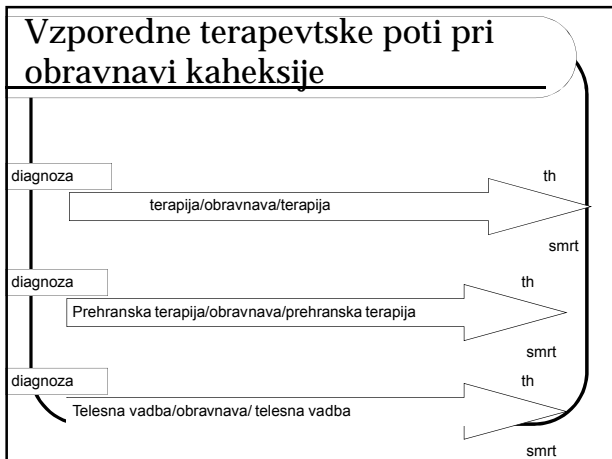 Vzporedne terapevtske poti pri
obravnavi kaheksije
diagnoza
th
terapija/obravnava/terapija
smrt
diagnoza
th
Prehranska terapija/obravnava/prehranska terapija
smrt
diagnoza
th
Telesna vadba/obravnava/ telesna vadba
smrt